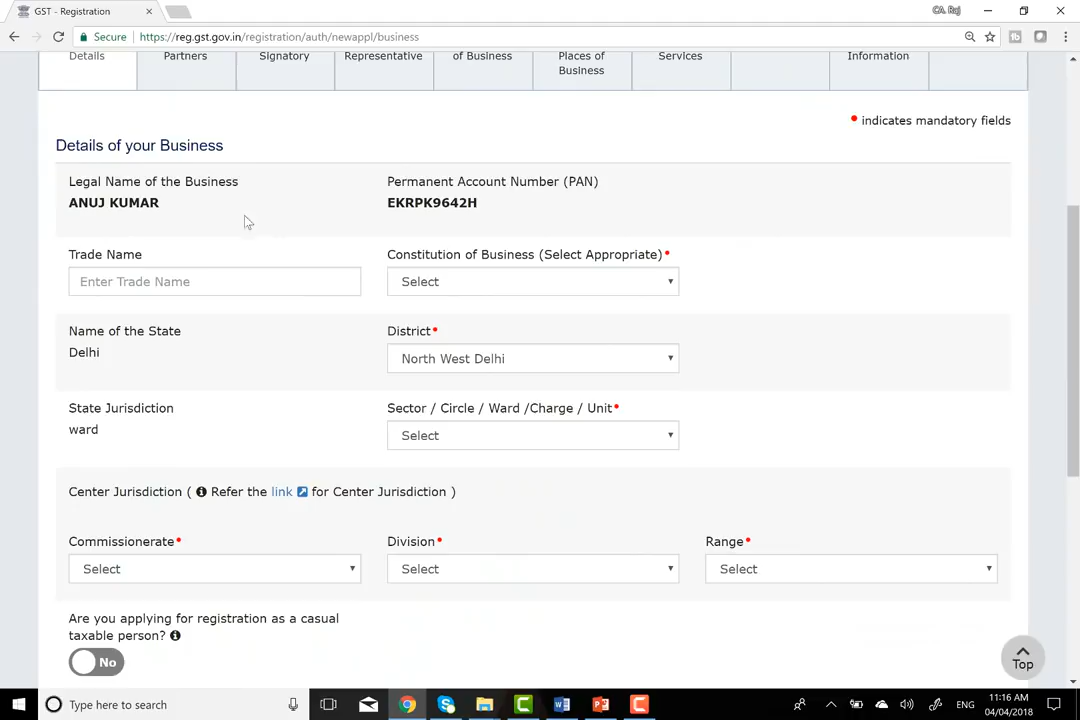 GST - Registration
CA. Raj
Secure https://reg.gst.gov.in/registration/auth/newappl/business
Details Partners Signatory Representative of Business Places of Business Services Information
• indicates mandatory fields
Details of your Business
Legal Name of the Business Permanent Account Number (PAN)
ANUJ KUMAR EKRPK9642H
Trade Name Constitution of Business (Select Appropriate)•
Enter Trade Name Select
Name of the State District•
Delhi North West Delhi
State Jurisdiction Sector / Circle / Ward /Charge / Unit•
ward Select
Center Jurisdiction ( Refer the link for Center Jurisdiction )
Commissionerate• Division• Range•
Select Select Select
Are you applying for registration as a casual
taxable person?
No
Top
Type here to search
ENG
11:16 AM
04/04/2018